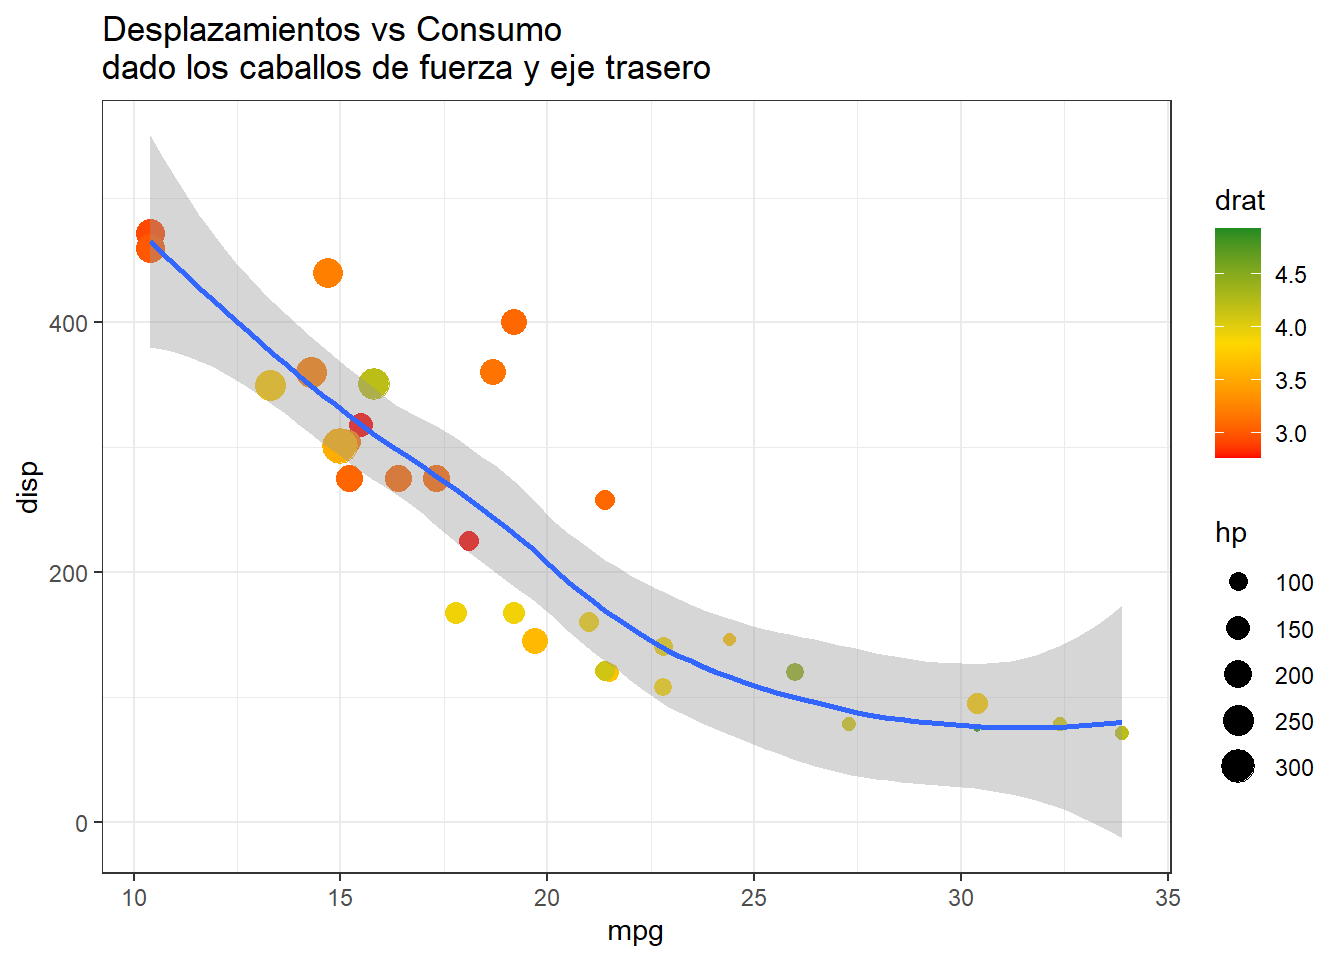 Desplazamientos vs Consumo
dado los caballos de fuerza y eje trasero
disp
400
200
0
10 15 20 25 30 35
mpg
drat
4.5
4.0
3.5
3.0
hp
100
150
200
250
300